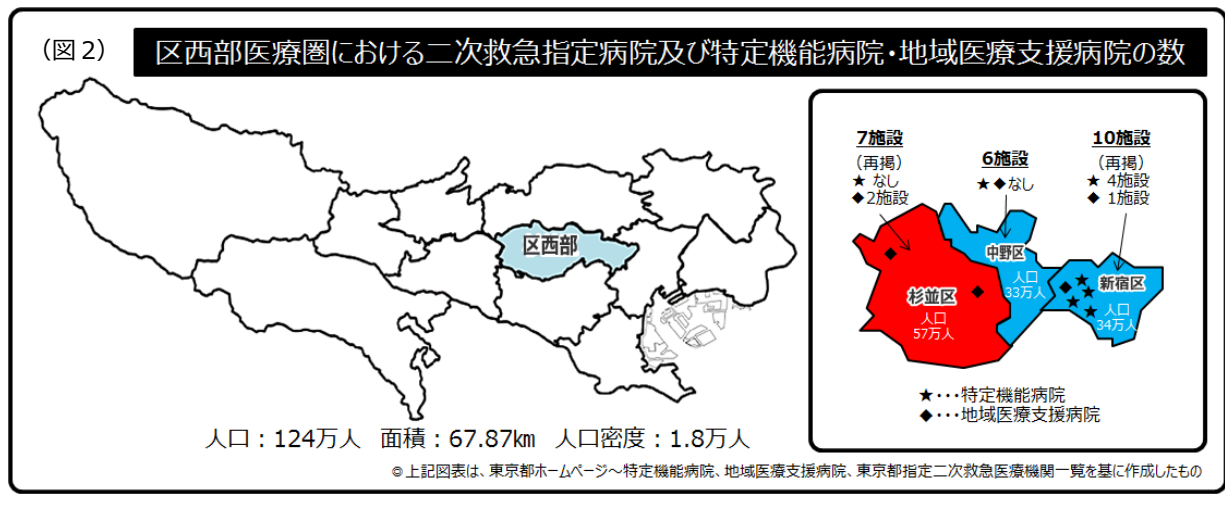 （図２）
区西部医療圏における二次救急指定病院及び特定機能病院・地域医療支援病院の数
区西部
人口：124万人 面積：67.87㎞ 人口密度：1.8万人
7施設
（再掲）
★ なし
◆2施設
6施設
★◆なし
10施設
（再掲）
★ 4施設
◆ 1施設
杉並区
人口
57万人
中野区
人口
33万人
新宿区
人口
34万人
★・・・特定機能病院
◆・・・地域医療支援病院
◎上記図表は、東京都ホームページ～特定機能病院、地域医療支援病院、東京都指定二次救急医療機関一覧を基に作成したもの